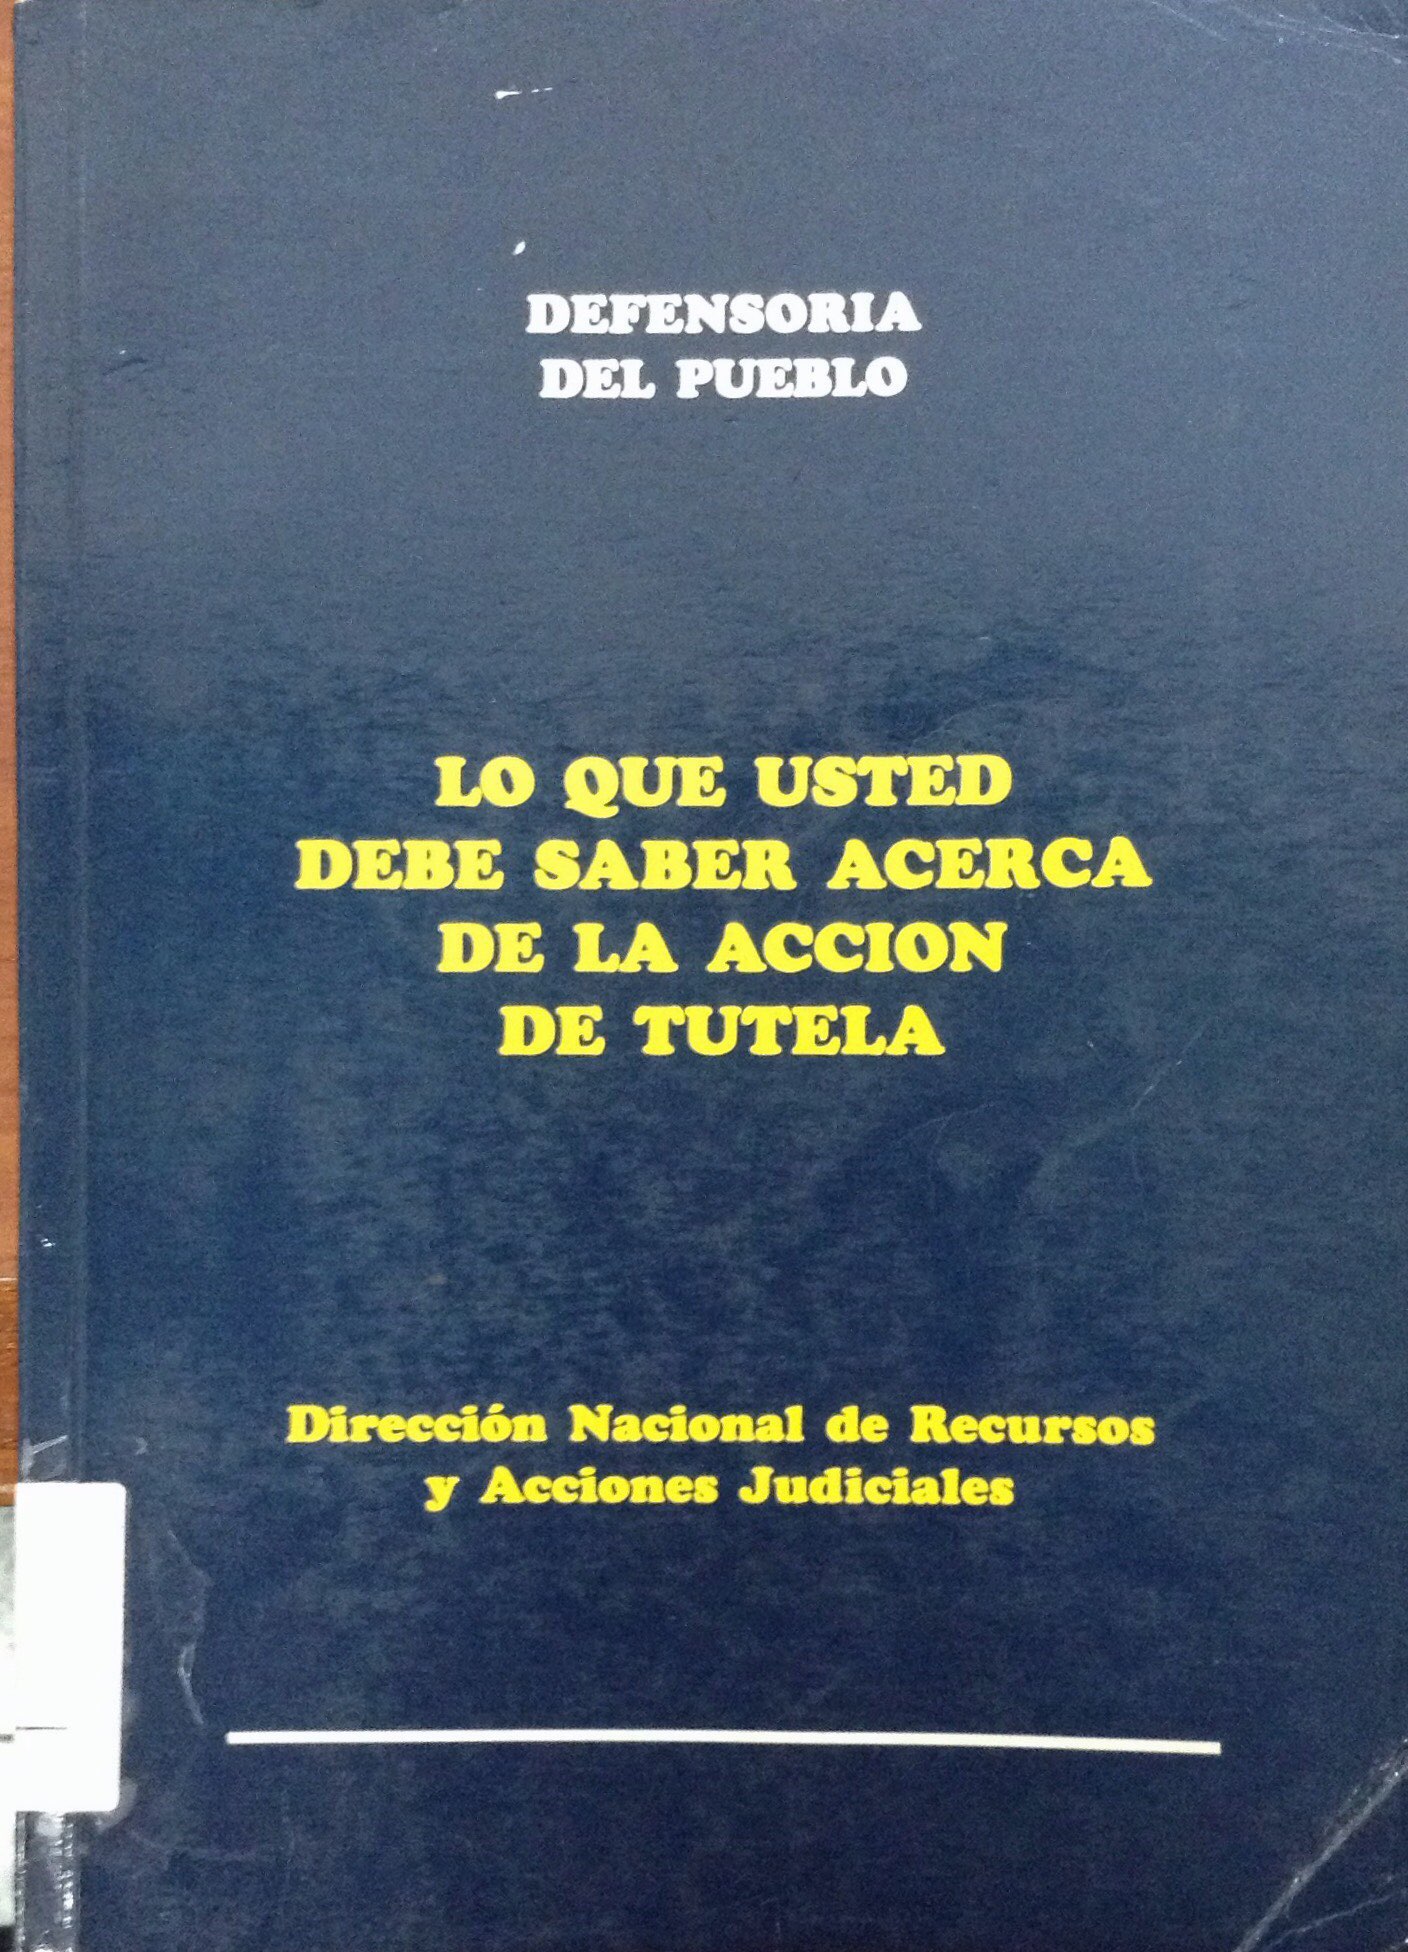 DEFENSORIA
DEL PUEBLO
LO QUE USTED
DEBE SABER ACERCA
DE LA ACCION
DE TUTELA
Dirección Nacional de Recursos
y Acciones Judiciales